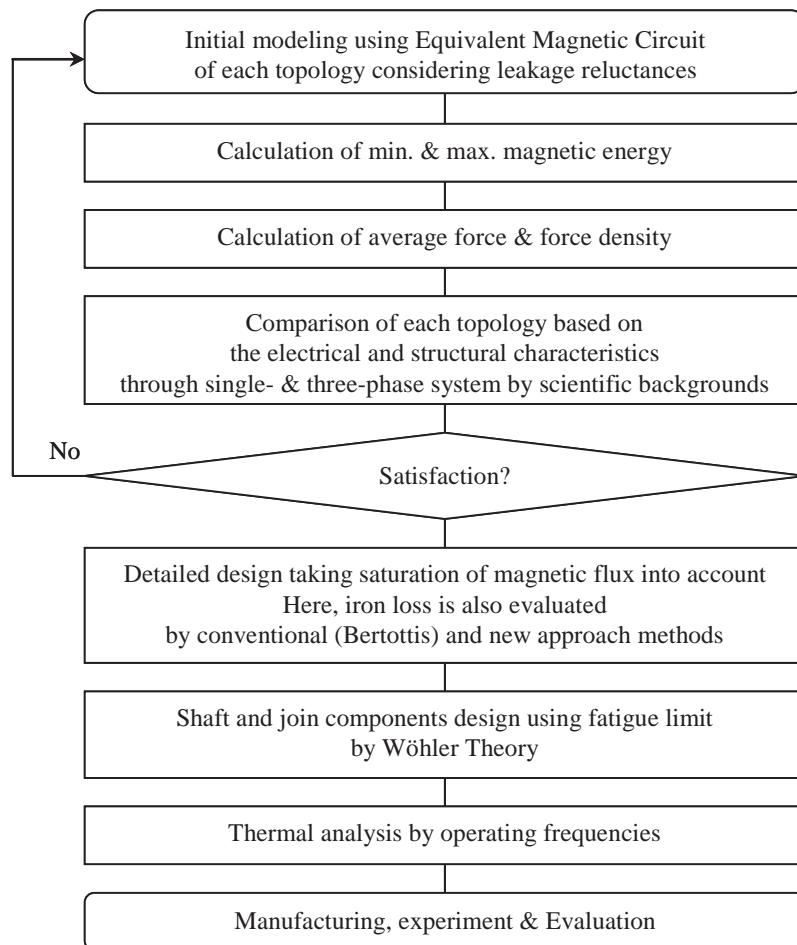 Initial modeling using Equivalent Magnetic Circuit
of each topology considering leakage reluctances
Calculation of min. & max. magnetic energy
Calculation of average force & force density
Comparison of each topology based on
the electrical and structural characteristics
through single- & three-phase system by scientific backgrounds
No
Satisfaction?
Detailed design taking saturation of magnetic flux into account
Here, iron loss is also evaluated
by conventional (Bertottis) and new approach methods
Shaft and join components design using fatigue limit
by Wöhler Theory
Thermal analysis by operating frequencies
Manufacturing, experiment & Evaluation